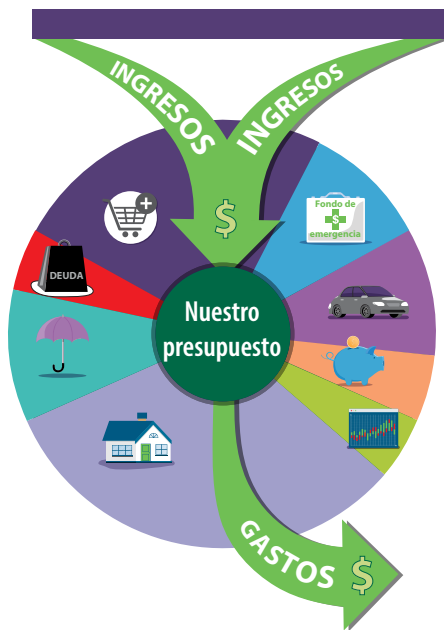 INGRESOS
INGRESOS
$
Fondo de
$
emergencia
DEUDA
Nuestro
presupuesto
GASTOS $